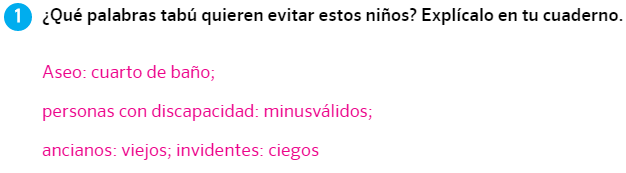 1 ¿Qué palabras tabú quieren evitar estos niños? Explícalo en tu cuaderno.
Aseo: cuarto de baño;
personas con discapacidad: minusválidos;
ancianos: viejos; invidentes: ciegos